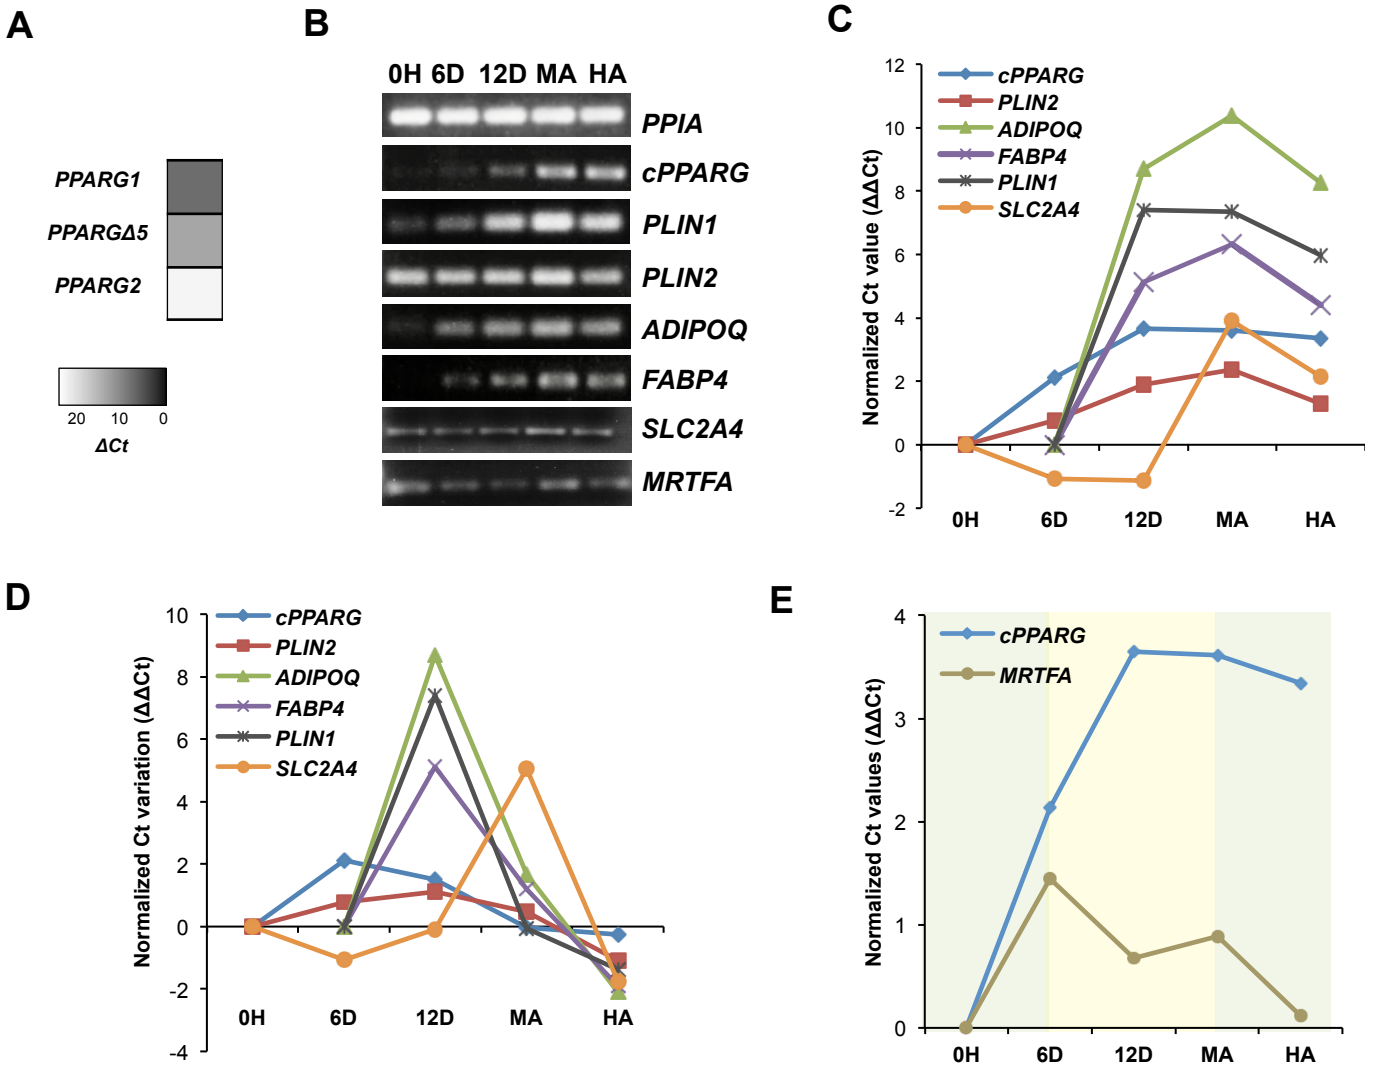 A
PPARG1
PPARGΔ5
PPARG2
20 10 0
ΔCt
B
0H 6D 12D MA HA
PPIA
cPPARG
PLIN1
PLIN2
ADIPOQ
FABP4
SLC2A4
MRTFA
C
Normalized Ct value (ΔΔCt)
12
10
8
6
4
2
0
-2
cPPARG
PLIN2
ADIPOQ
FABP4
PLIN1
SLC2A4
0H 6D 12D MA HA
D
Normalized Ct variation (ΔΔCt)
10
8
6
4
2
0
-2
-4
cPPARG
PLIN2
ADIPOQ
FABP4
PLIN1
SLC2A4
0H 6D 12D MA HA
E
Normalized Ct values (ΔΔCt)
4
3
2
1
0
cPPARG
MRTFA
0H 6D 12D MA HA